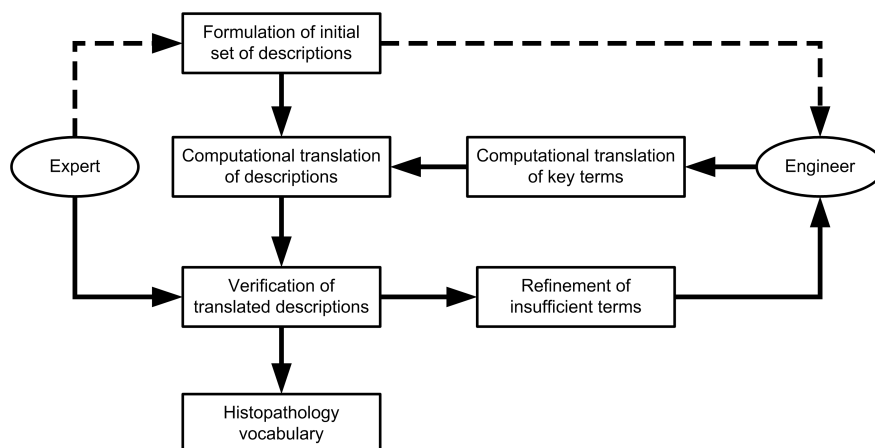 Formulation of initial
set of descriptions
Expert
Computational translation
of descriptions
Computational translation
of key terms
Engineer
Verification of
translated descriptions
Refinement of
insufficient terms
Histopathology
vocabulary